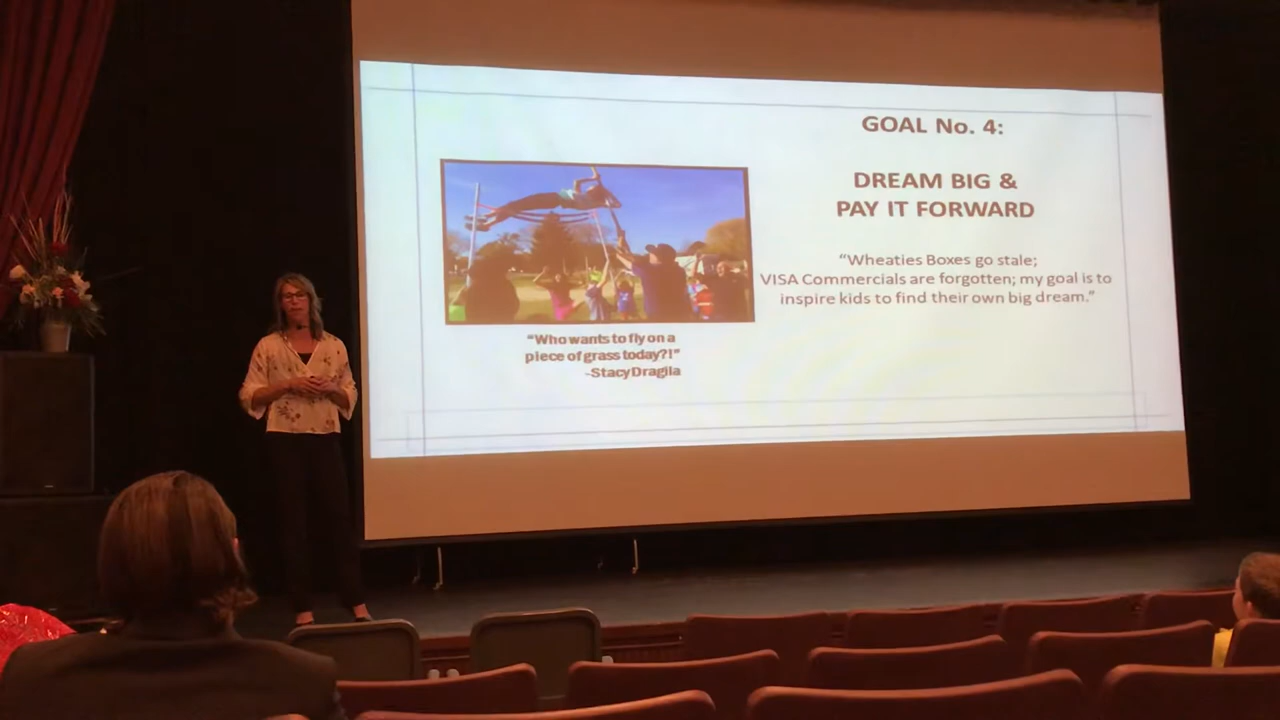 GOAL No. 4:
DREAM BIG &
PAY IT FORWARD
“Wheaties Boxes go stale;
VISA Commercials are forgotten; my goal is to
inspire kids to find their own big dream.”
“Who wants to fly on a
piece of grass today?!”
-Stacy Dragila